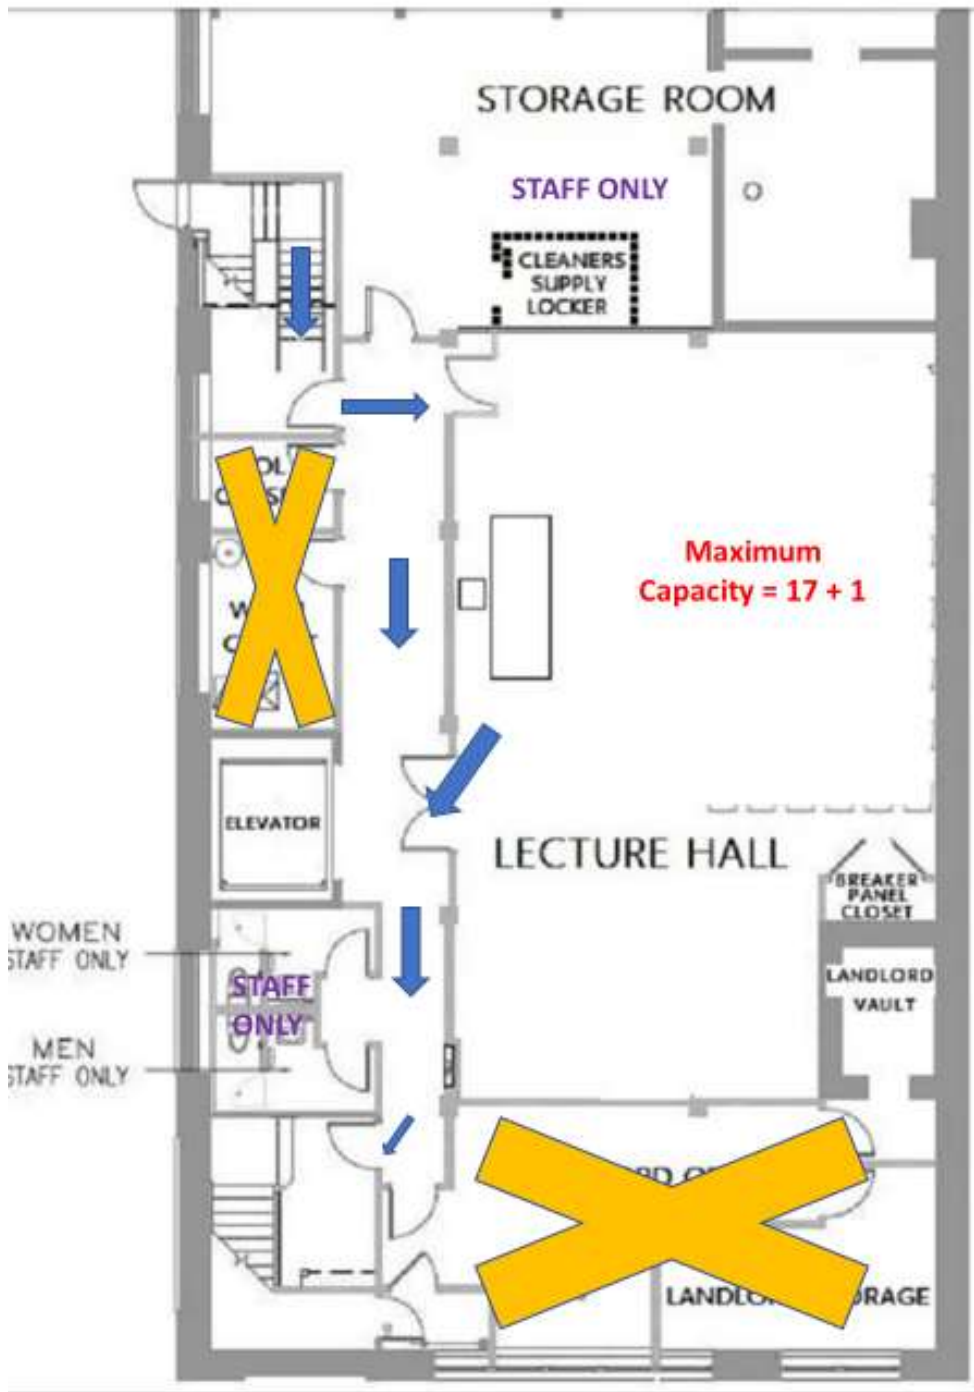 STORAGE ROOM
STAFF ONLY
CLEANERS
SUPPLY
LOCKER
Maximum
Capacity = 17 + 1
ELEVATOR
LECTURE HALL
BREAKER
PANEL
CLOSET
WOMEN
STAFF ONLY
STAFF
ONLY
LANDLORD
VAULT
MEN
STAFF ONLY